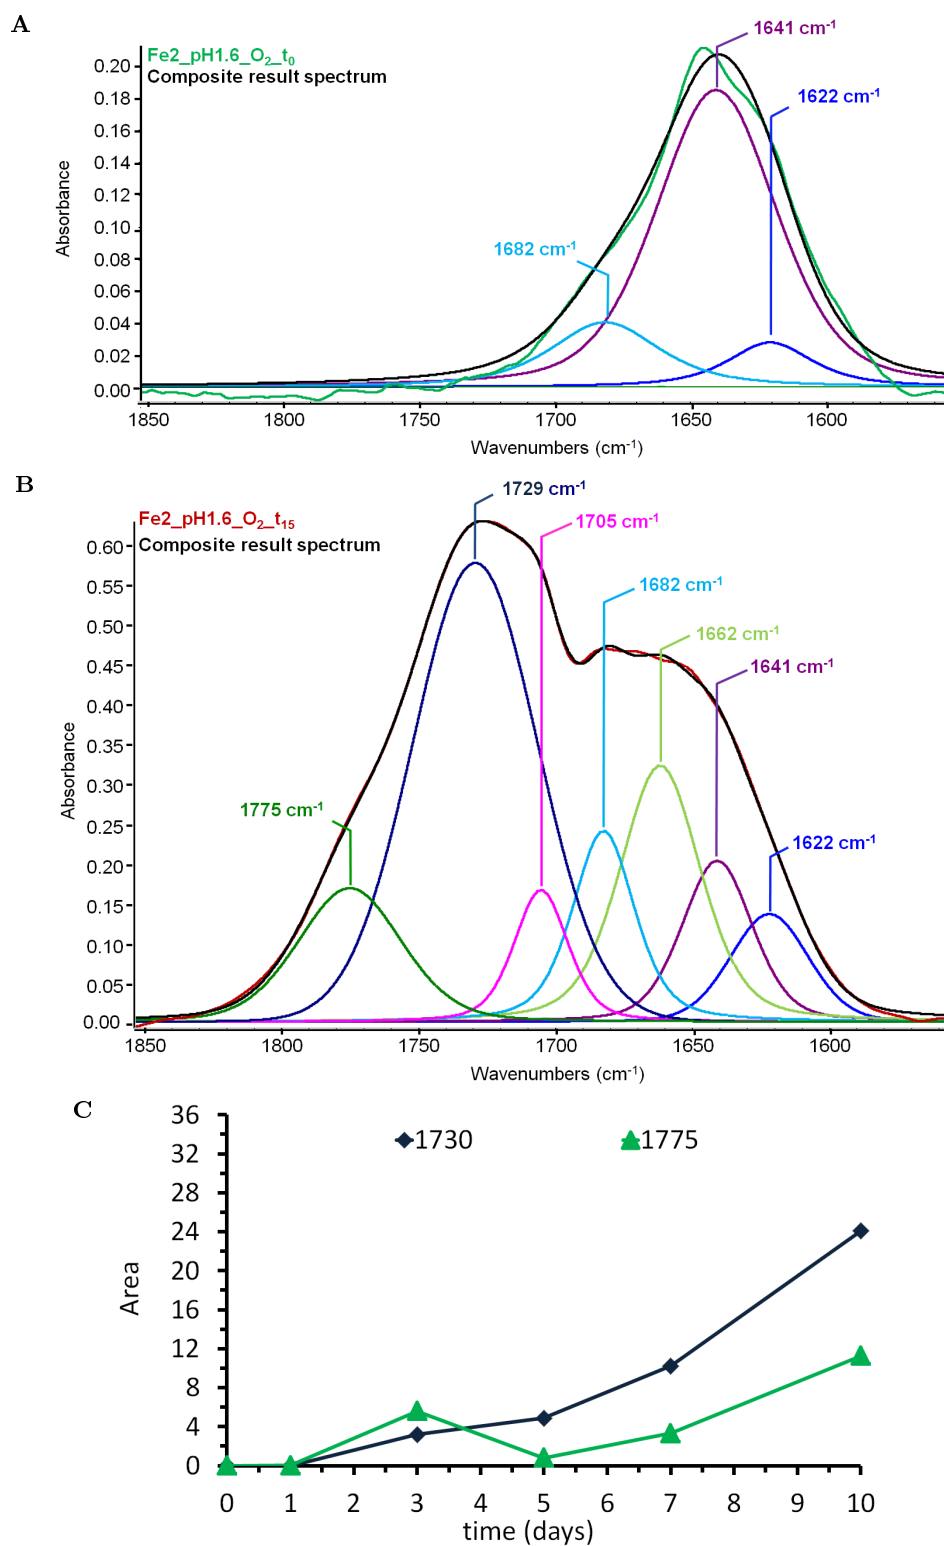 A
Fe2_pH1.6_O₂_t₀
Composite result spectrum
1641 cm⁻¹
1622 cm⁻¹
1682 cm⁻¹
0.20
0.18
0.16
0.14
0.12
0.10
0.08
0.06
0.04
0.02
0.00
Absorbance
1850 1800 1750 1700 1650 1600
Wavenumbers (cm⁻¹)
B
Fe2_pH1.6_O₂_t₁₅
Composite result spectrum
1729 cm⁻¹
1705 cm⁻¹
1682 cm⁻¹
1662 cm⁻¹
1641 cm⁻¹
1775 cm⁻¹
1622 cm⁻¹
0.60
0.55
0.50
0.45
0.40
0.35
0.30
0.25
0.20
0.15
0.10
0.05
0.00
Absorbance
1850 1800 1750 1700 1650 1600
Wavenumbers (cm⁻¹)
C
1730 1775
36
32
28
24
20
16
12
8
4
0
Area
0 1 2 3 4 5 6 7 8 9 10
time (days)